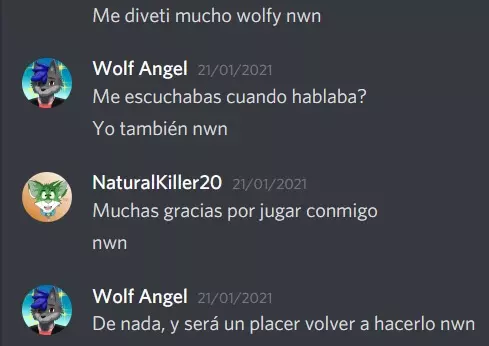 Me diveti mucho wolfy nwn
Wolf Angel 21/01/2021
Me escuchabas cuando hablaba?
Yo también nwn
NaturalKiller20 21/01/2021
Muchas gracias por jugar conmigo
nwn
Wolf Angel 21/01/2021
De nada, y será un placer volver a hacerlo nwn